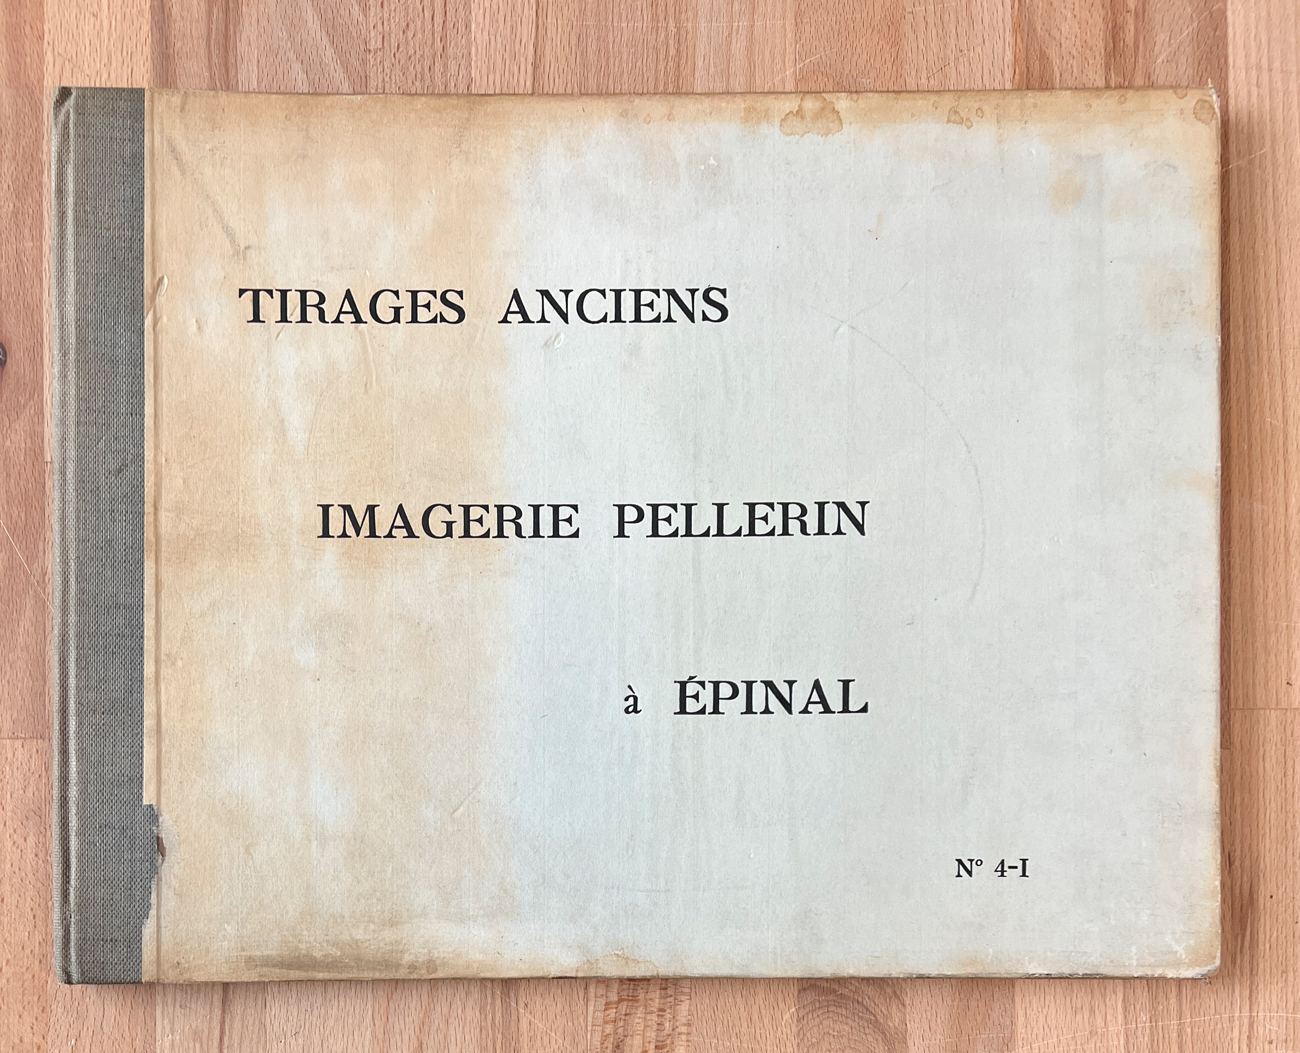 TIRAGES ANCIENS
IMAGERIE PELLERIN
à ÉPINAL
N° 4-I